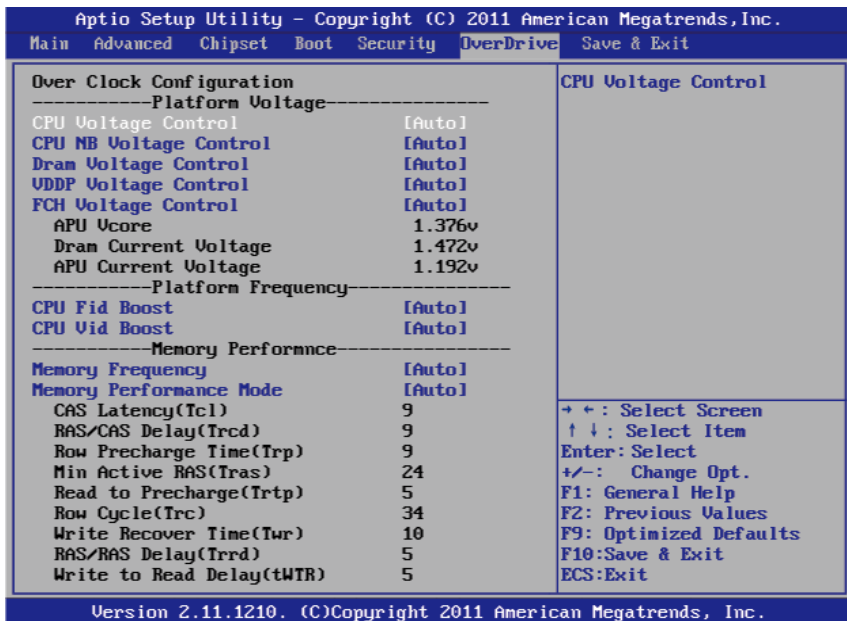 Aptio Setup Utility - Copyright (C) 2011 American Megatrends,Inc.
Main Advanced Chipset Boot Security OverDrive Save & Exit
Over Clock Configuration
-----------Platform Voltage---------------
CPU Voltage Control [Auto]
CPU NB Voltage Control [Auto]
Dram Voltage Control [Auto]
VDDP Voltage Control [Auto]
FCH Voltage Control [Auto]
APU Vcore 1.376v
Dram Current Voltage 1.472v
APU Current Voltage 1.192v
-----------Platform Frequency---------------
CPU Fid Boost [Auto]
CPU Vid Boost [Auto]
-----------Memory Performnce----------------
Memory Frequency [Auto]
Memory Performance Mode [Auto]
CAS Latency(Tcl) 9
RAS/CAS Delay(Trcd) 9
Row Precharge Time(Trp) 9
Min Active RAS(Tras) 24
Read to Precharge(Trtp) 5
Row Cycle(Trc) 34
Write Recover Time(Twr) 10
RAS/RAS Delay(Trrd) 5
Write to Read Delay(tWTR) 5
CPU Voltage Control
→ ←: Select Screen
↑ ↓: Select Item
Enter: Select
+/-: Change Opt.
F1: General Help
F2: Previous Values
F9: Optimized Defaults
F10:Save & Exit
ECS:Exit
Version 2.11.1210. (C)Copyright 2011 American Megatrends, Inc.